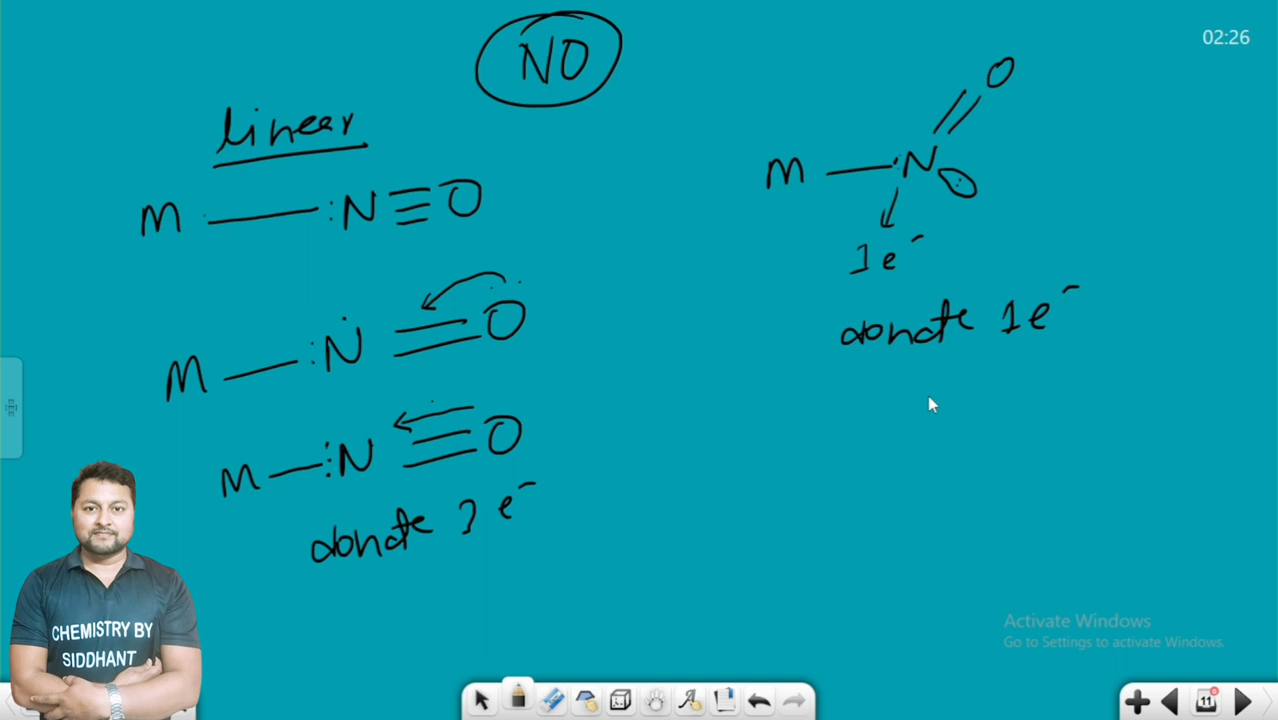 NO
02:26
linear
M — :N ≡ O
M — :N̈ = O
M — :N ≡ O
donate 3 e⁻
M — :N = O
1 e⁻
donate 1 e⁻
CHEMISTRY BY
SIDDHANT
Activate Windows
Go to Settings to activate Windows.
11